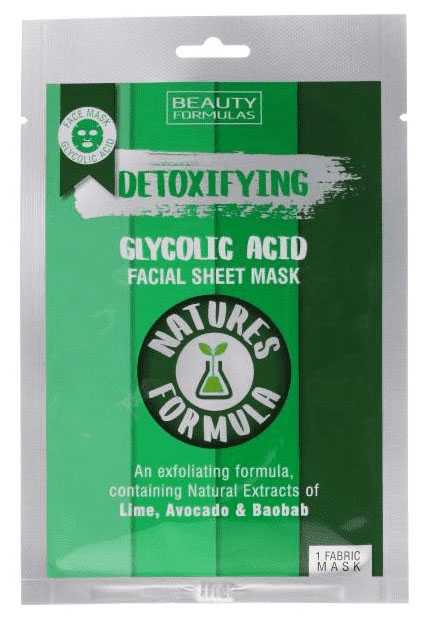 BEAUTY
FORMULAS
FACE MASK
GLYCOLIC ACID
DETOXIFYING
GLYCOLIC ACID
FACIAL SHEET MASK
NATURES
FORMULA
An exfoliating formula,
containing Natural Extracts of
Lime, Avocado & Baobab
1 FABRIC
MASK